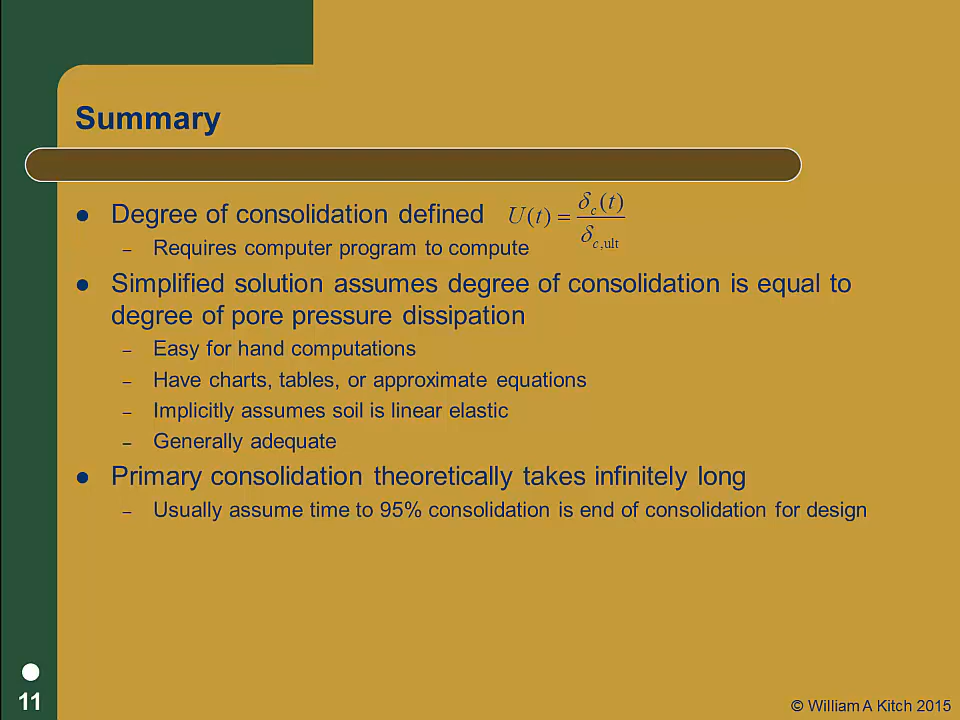 Summary
● Degree of consolidation defined U(t) = δc(t) / δc,ult
– Requires computer program to compute
● Simplified solution assumes degree of consolidation is equal to
degree of pore pressure dissipation
– Easy for hand computations
– Have charts, tables, or approximate equations
– Implicitly assumes soil is linear elastic
– Generally adequate
● Primary consolidation theoretically takes infinitely long
– Usually assume time to 95% consolidation is end of consolidation for design
11
© William A Kitch 2015